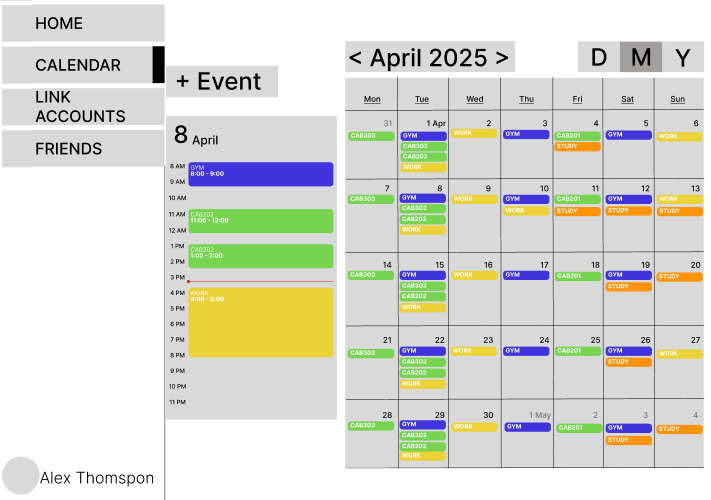 HOME
CALENDAR
LINK
ACCOUNTS
FRIENDS
+ Event
< April 2025 >
D M Y
8 April
8 AM
GYM
8:00 - 9:00
9 AM
10 AM
11 AM
CAB202
11:00 - 12:00
12 AM
1 PM
CAB302
1:00 - 2:00
2 PM
3 PM
4 PM
WORK
4:00 - 8:00
5 PM
6 PM
7 PM
8 PM
9 PM
10 PM
11 PM
Mon Tue Wed Thu Fri Sat Sun
31 1 Apr 2 3 4 5 6
CAB303 GYM WORK GYM CAB201 GYM WORK
CAB302 STUDY
CAB202
WORK
7 8 9 10 11 12 13
CAB303 GYM WORK GYM CAB201 GYM WORK
CAB302 WORK STUDY STUDY STUDY
CAB202
WORK
14 15 16 17 18 19 20
CAB303 GYM WORK GYM CAB201 GYM STUDY
CAB302 STUDY
CAB202
WORK
21 22 23 24 25 26 27
CAB303 GYM WORK GYM CAB201 GYM WORK
CAB302 STUDY
CAB202
WORK
28 29 30 1 May 2 3 4
CAB303 GYM WORK GYM CAB201 GYM STUDY
CAB302 STUDY
CAB202
WORK
Alex Thomspon